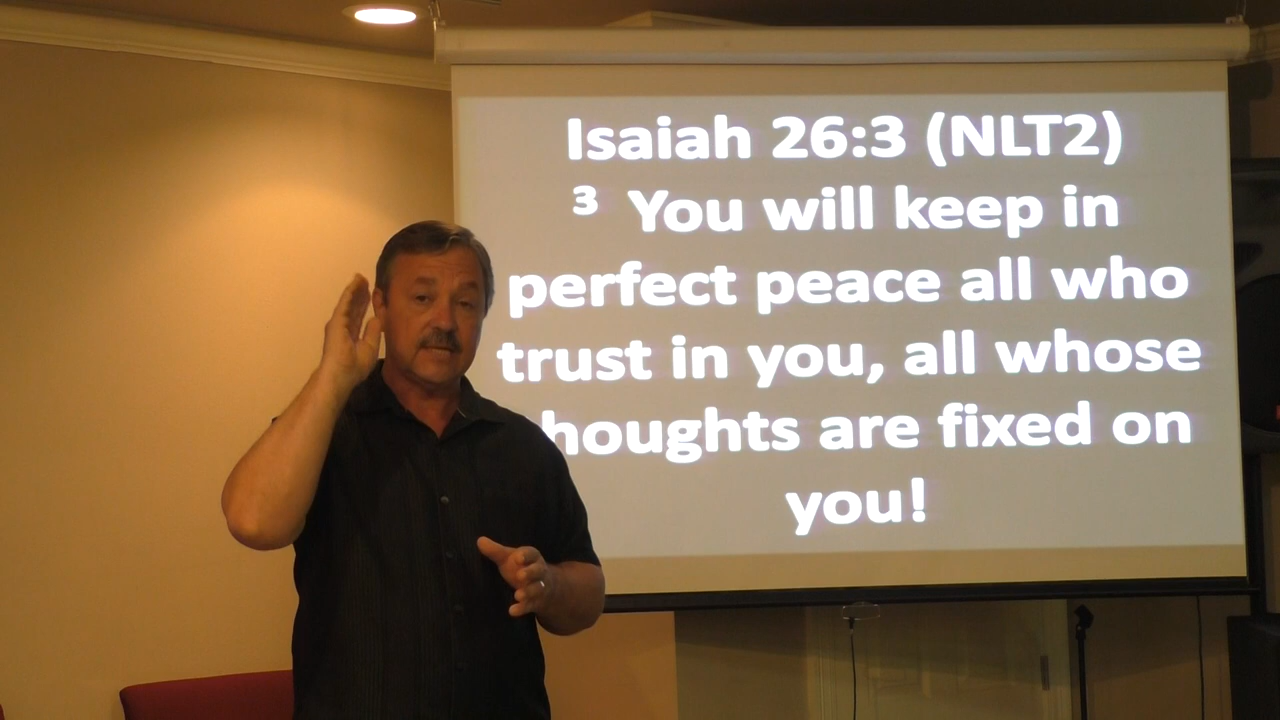 Isaiah 26:3 (NLT2)
3 You will keep in
perfect peace all who
trust in you, all whose
houghts are fixed on
you!